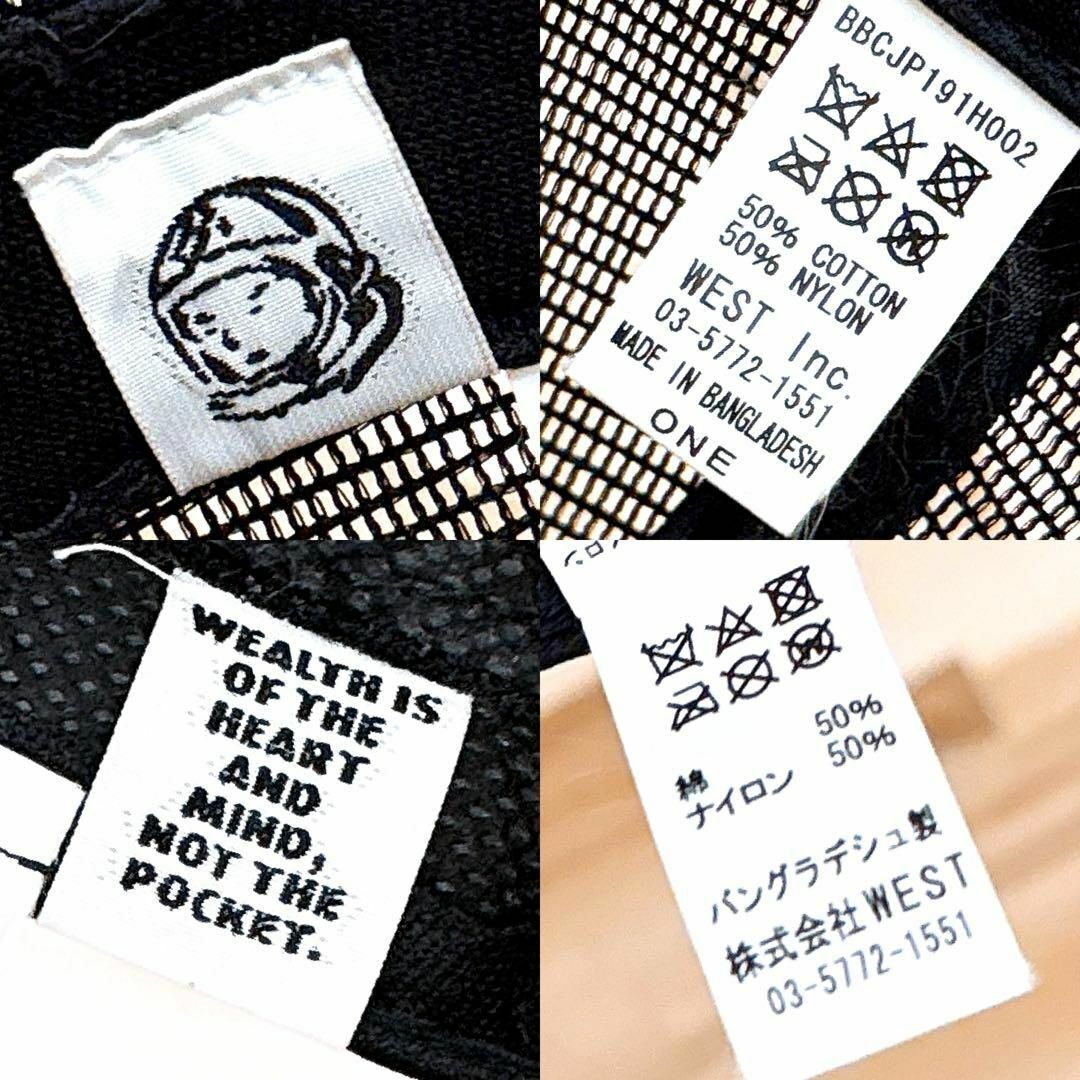 BBCJP191H002
50% COTTON
50% NYLON
WEST Inc.
03-5772-1551
MADE IN BANGLADESH
ONE
WEALTH IS
OF THE
HEART
AND
MIND,
NOT THE
POCKET.
綿 50%
ナイロン 50%
バングラデシュ製
株式会社WEST
03-5772-1551